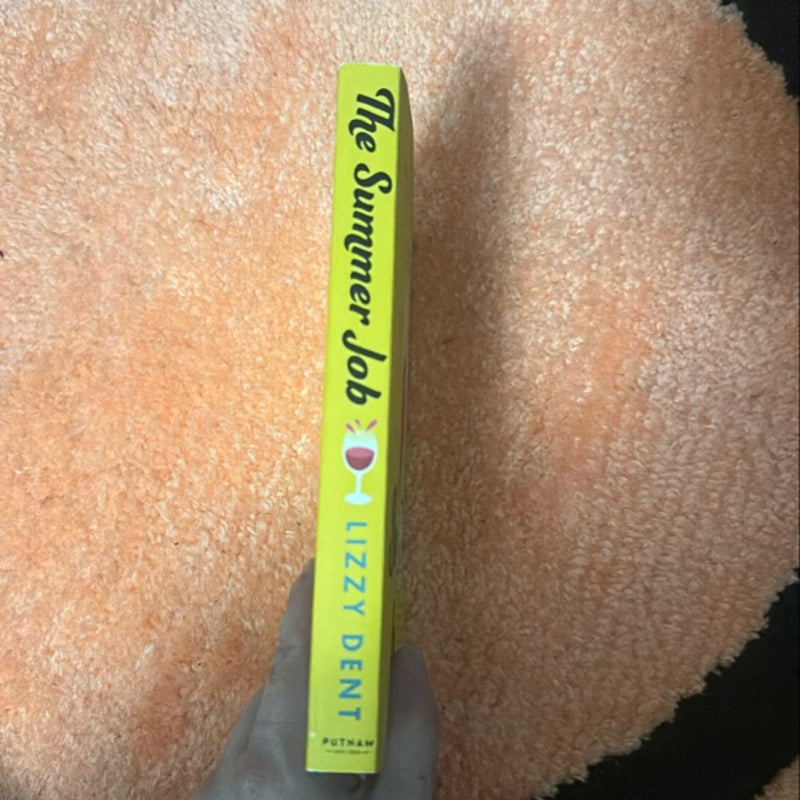 The Summer Job
LIZZY DENT
PUTNAM